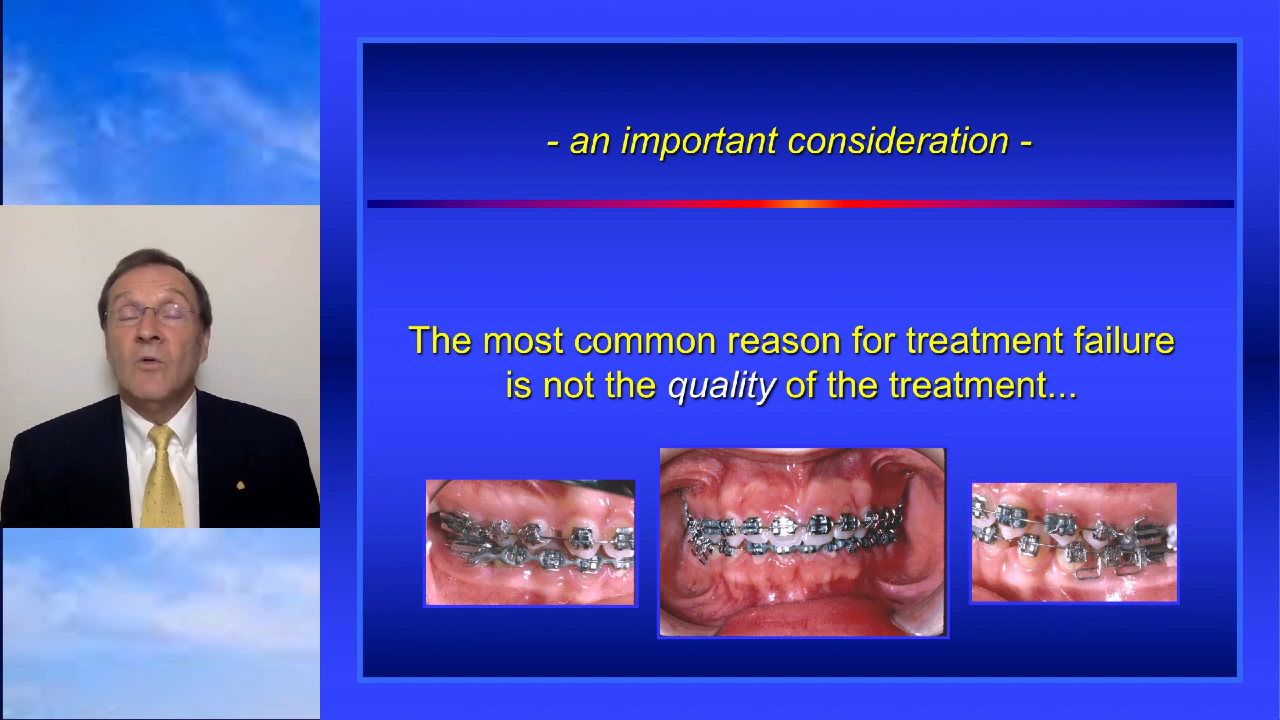 - an important consideration -
The most common reason for treatment failure
is not the quality of the treatment...